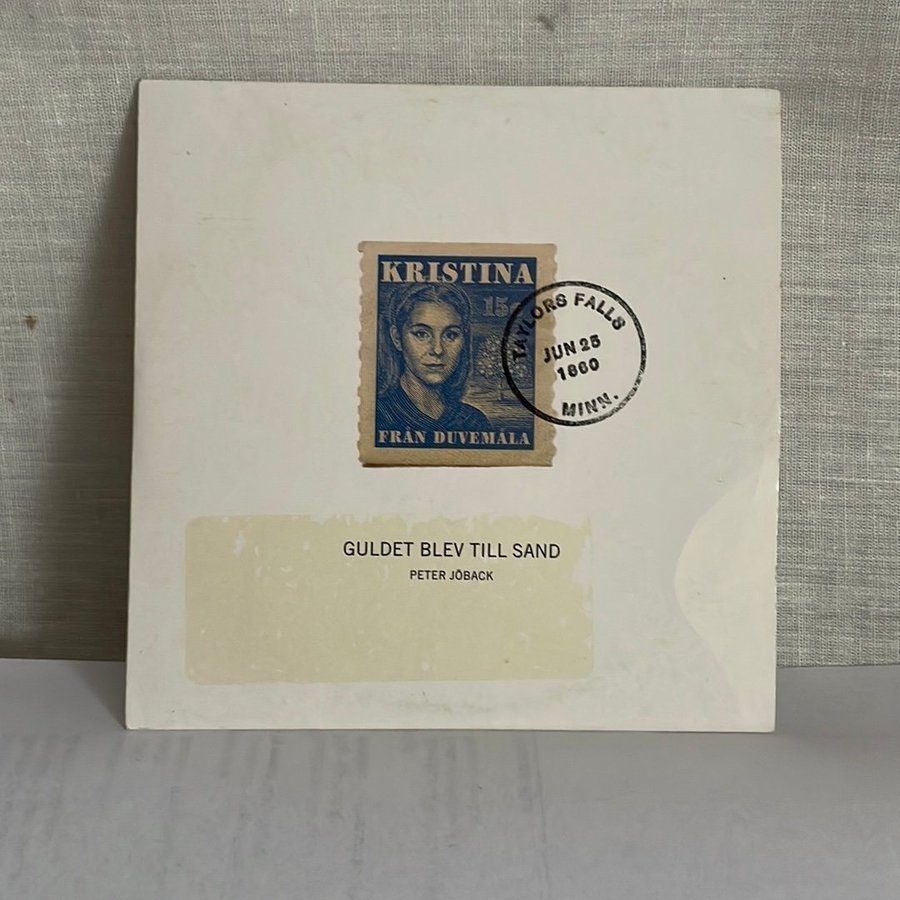 KRISTINA
15¢
FRÅN DUVEMÅLA
TAYLORS FALLS
JUN 25
1860
MINN.
GULDET BLEV TILL SAND
PETER JÖBACK